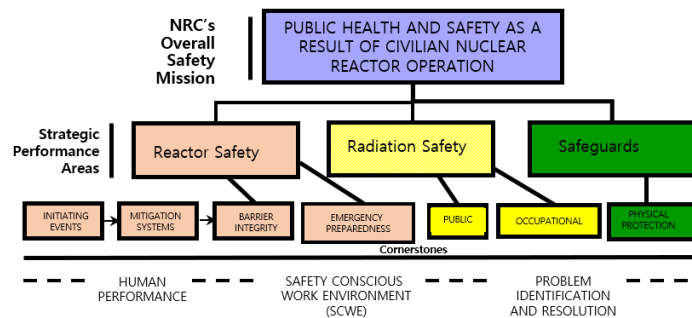 NRC's
Overall
Safety
Mission
PUBLIC HEALTH AND SAFETY AS A
RESULT OF CIVILIAN NUCLEAR
REACTOR OPERATION
Strategic
Performance
Areas
Reactor Safety
Radiation Safety
Safeguards
INITIATING
EVENTS
MITIGATION
SYSTEMS
BARRIER
INTEGRITY
EMERGENCY
PREPAREDNESS
PUBLIC
OCCUPATIONAL
PHYSICAL
PROTECTION
Cornerstones
HUMAN
PERFORMANCE
SAFETY CONSCIOUS
WORK ENVIRONMENT
(SCWE)
PROBLEM
IDENTIFICATION
AND RESOLUTION